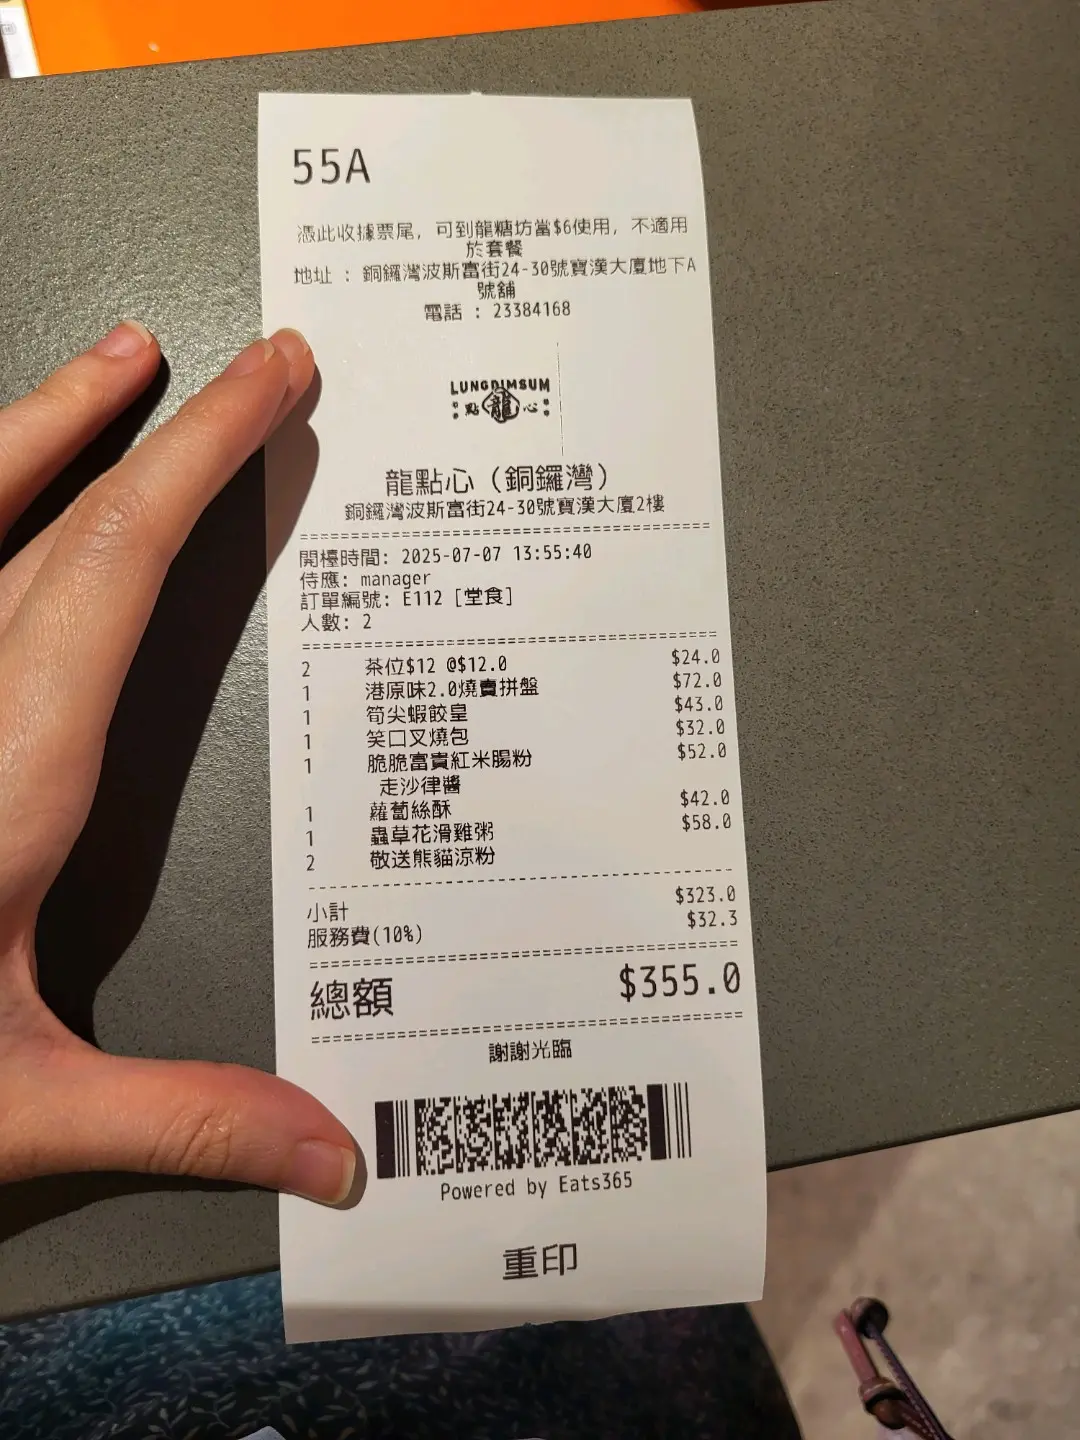 55A
憑此收據票尾，可到龍糖坊當$6使用，不適用
於套餐
地址 : 銅鑼灣波斯富街24-30號寶漢大廈地下A
號舖
電話 : 23384168
LUNGDIMSUM
點龍心
龍點心（銅鑼灣）
銅鑼灣波斯富街24-30號寶漢大廈2樓
開檯時間: 2025-07-07 13:55:40
侍應: manager
訂單編號: E112 [堂食]
人數: 2
2 茶位$12 @$12.0 $24.0
1 港原味2.0燒賣拼盤 $72.0
1 筍尖蝦餃皇 $43.0
1 笑口叉燒包 $32.0
1 脆脆富貴紅米腸粉 $52.0
走沙律醬
1 蘿蔔絲酥 $42.0
1 蟲草花滑雞粥 $58.0
2 敬送熊貓涼粉
小計 $323.0
服務費(10%) $32.3
總額 $355.0
謝謝光臨
Powered by Eats365
重印